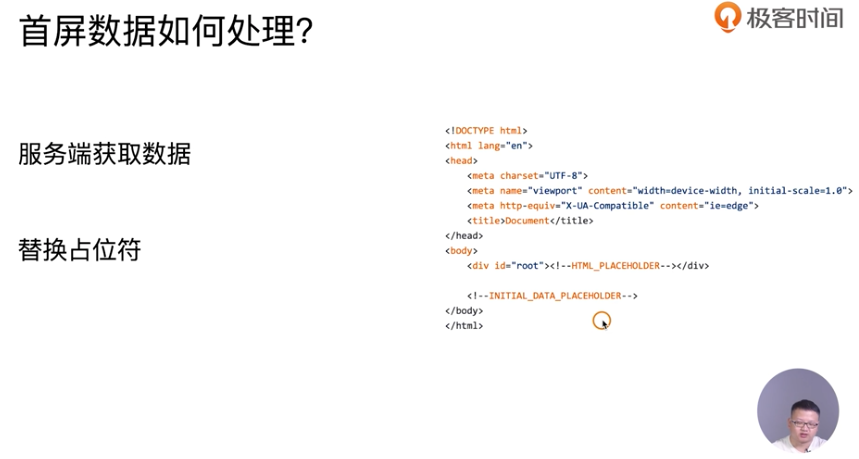 首屏数据如何处理?
极客时间
服务端获取数据
替换占位符
<!DOCTYPE html>
<html lang="en">
<head>
<meta charset="UTF-8">
<meta name="viewport" content="width=device-width, initial-scale=1.0">
<meta http-equiv="X-UA-Compatible" content="ie=edge">
<title>Document</title>
</head>
<body>
<div id="root"><!--HTML_PLACEHOLDER--></div>
<!--INITIAL_DATA_PLACEHOLDER-->
</body>
</html>